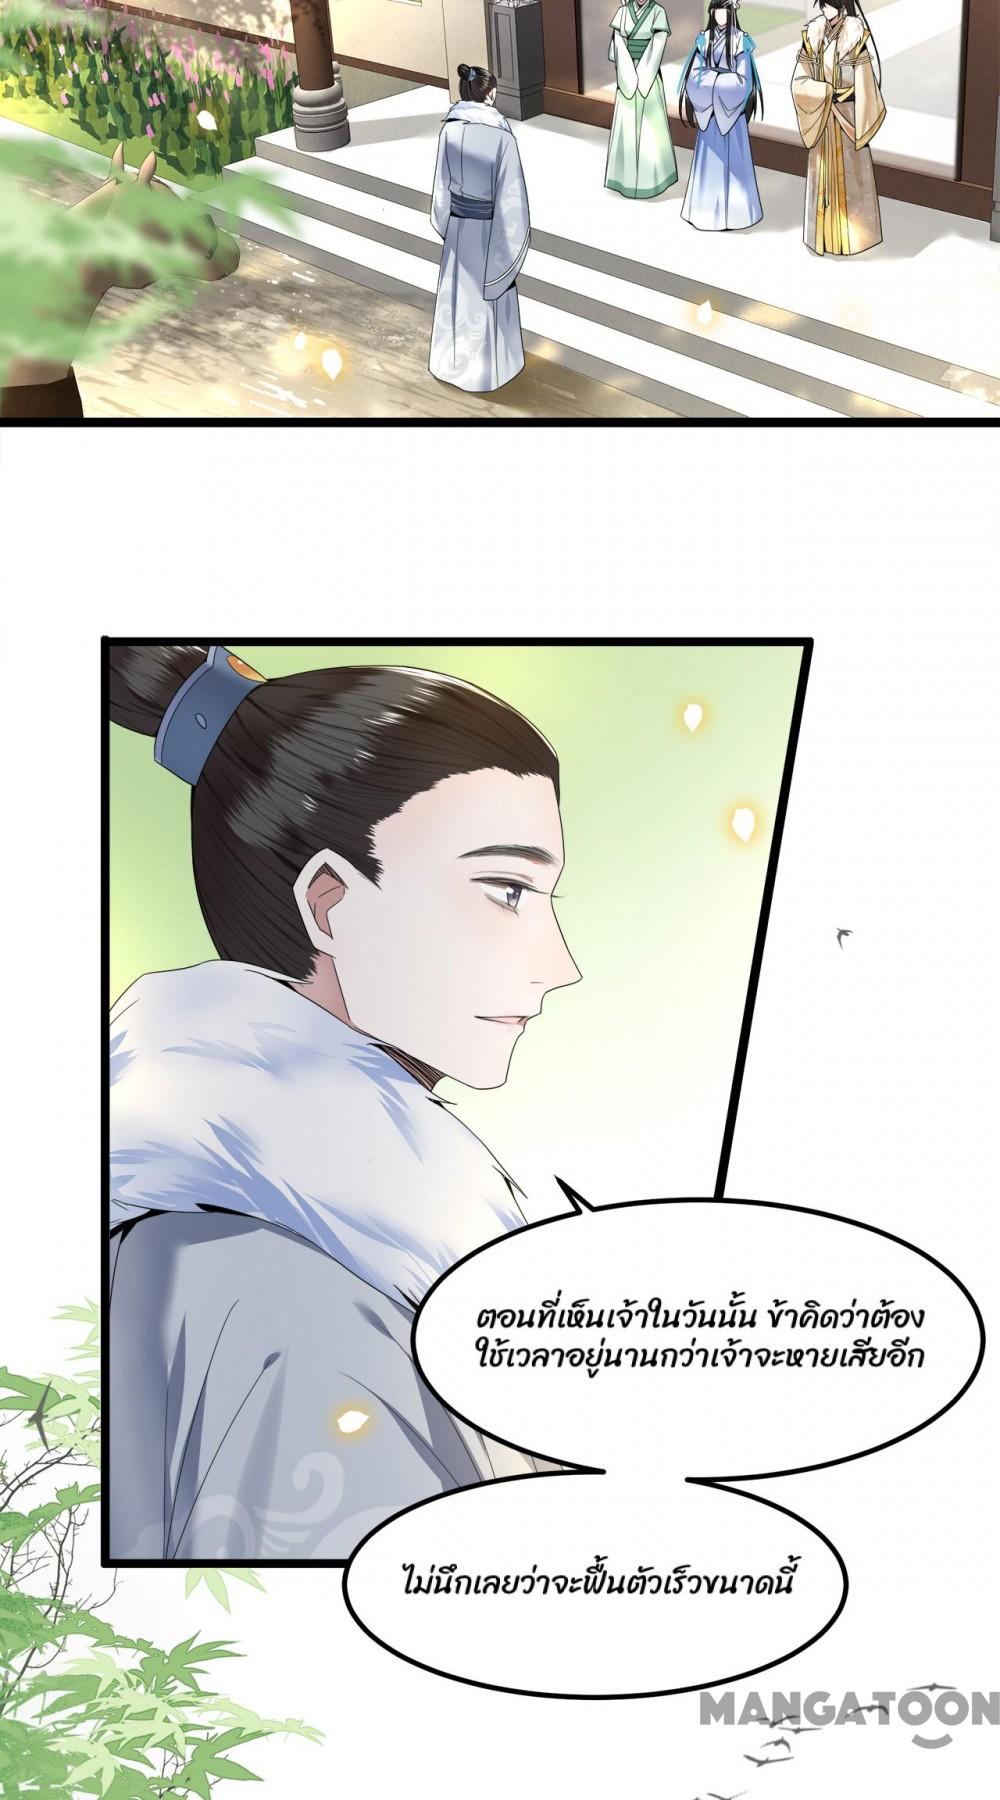 ตอนที่เห็นเจ้าในวันนั้น ข้าคิดว่าต้อง
ใช้เวลาอยู่นานกว่าเจ้าจะหายเสียอีก
ไม่นึกเลยว่าจะฟื้นตัวเร็วขนาดนี้
MANGATOON